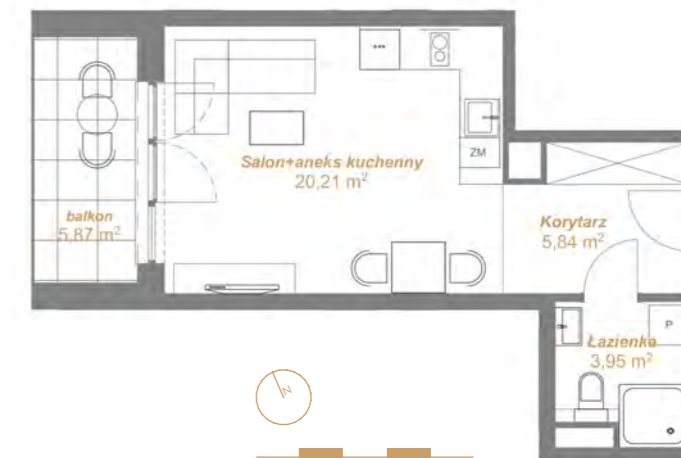 Salon+aneks kuchenny
20,21 m²
ZM
balkon
5,87 m²
Korytarz
5,84 m²
P
Łazienka
3,95 m²
N